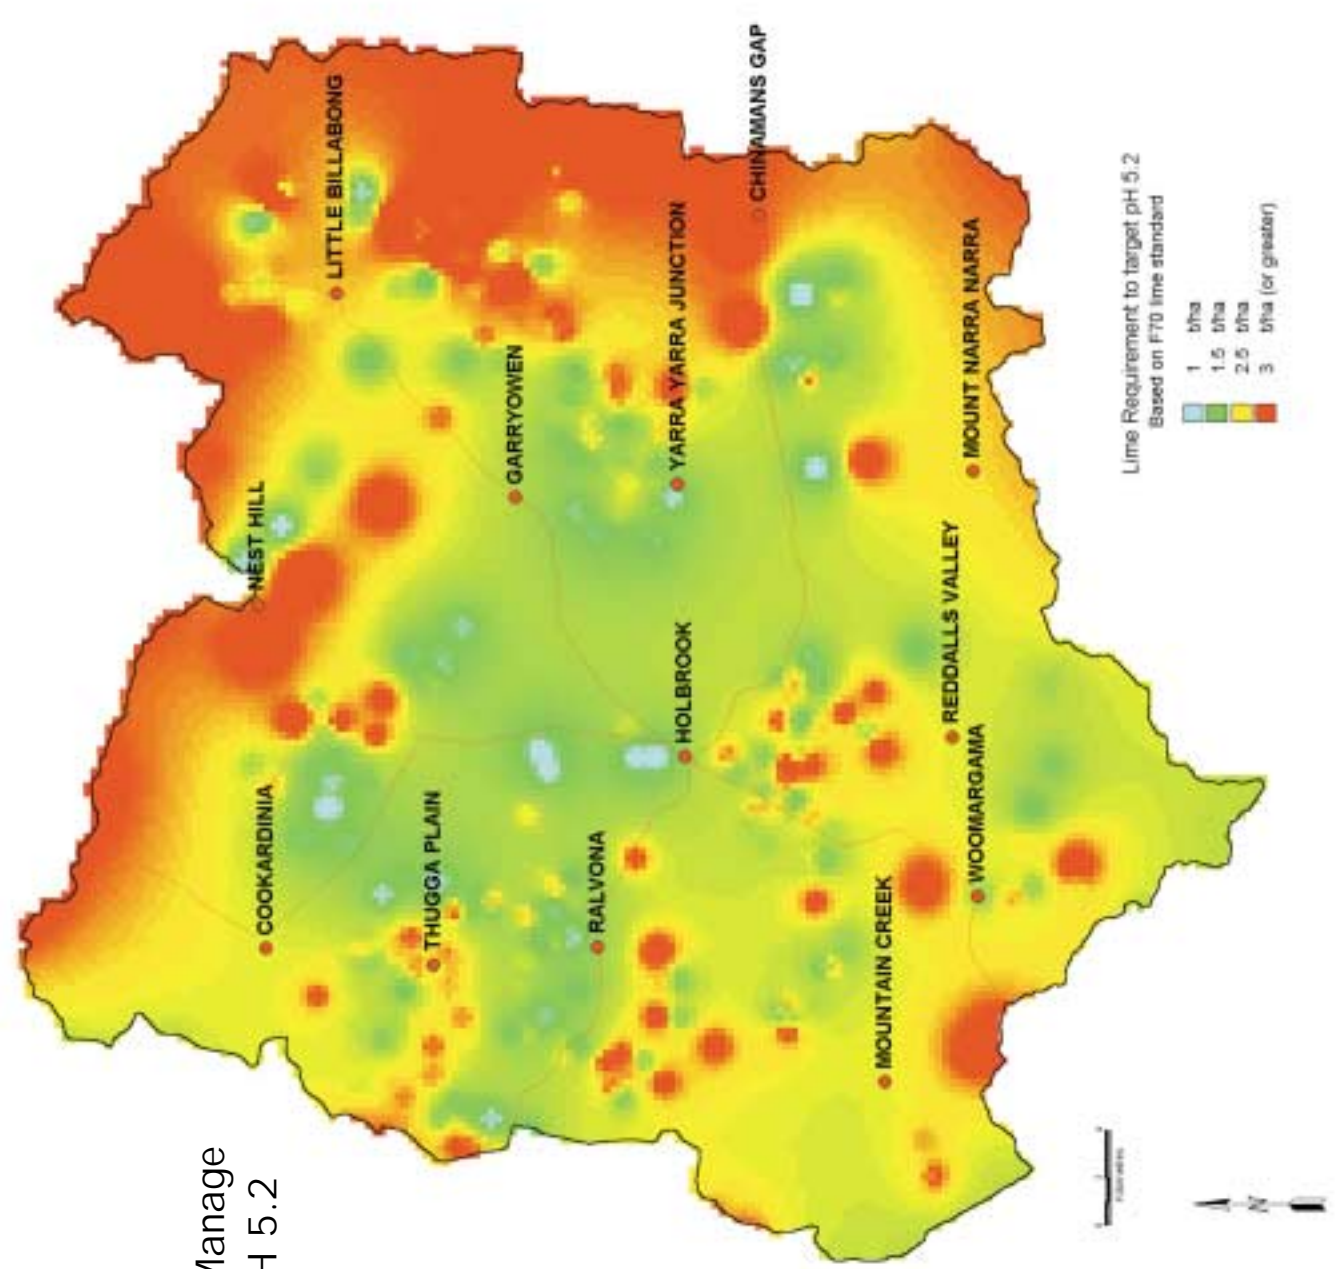 Manage
H 5.2
NEST HILL
COOKARDINIA
LITTLE BILLABONG
THUGGA PLAIN
GARRYOWEN
RALVONA
YARRA YARRA JUNCTION
HOLBROOK
CHINAMANS GAP
MOUNTAIN CREEK
REDDALLS VALLEY
MOUNT NARRA NARRA
WOOMARGAMA
Lime Requirement to target pH 5.2
Based on F70 lime standard
1 t/ha
1.5 t/ha
2.5 t/ha
3 t/ha (or greater)
N